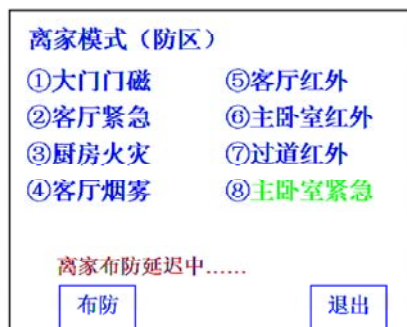 离家模式（防区）
①大门门磁 ⑤客厅红外
②客厅紧急 ⑥主卧室红外
③厨房火灾 ⑦过道红外
④客厅烟雾 ⑧主卧室紧急
离家布防延迟中......
布防 退出